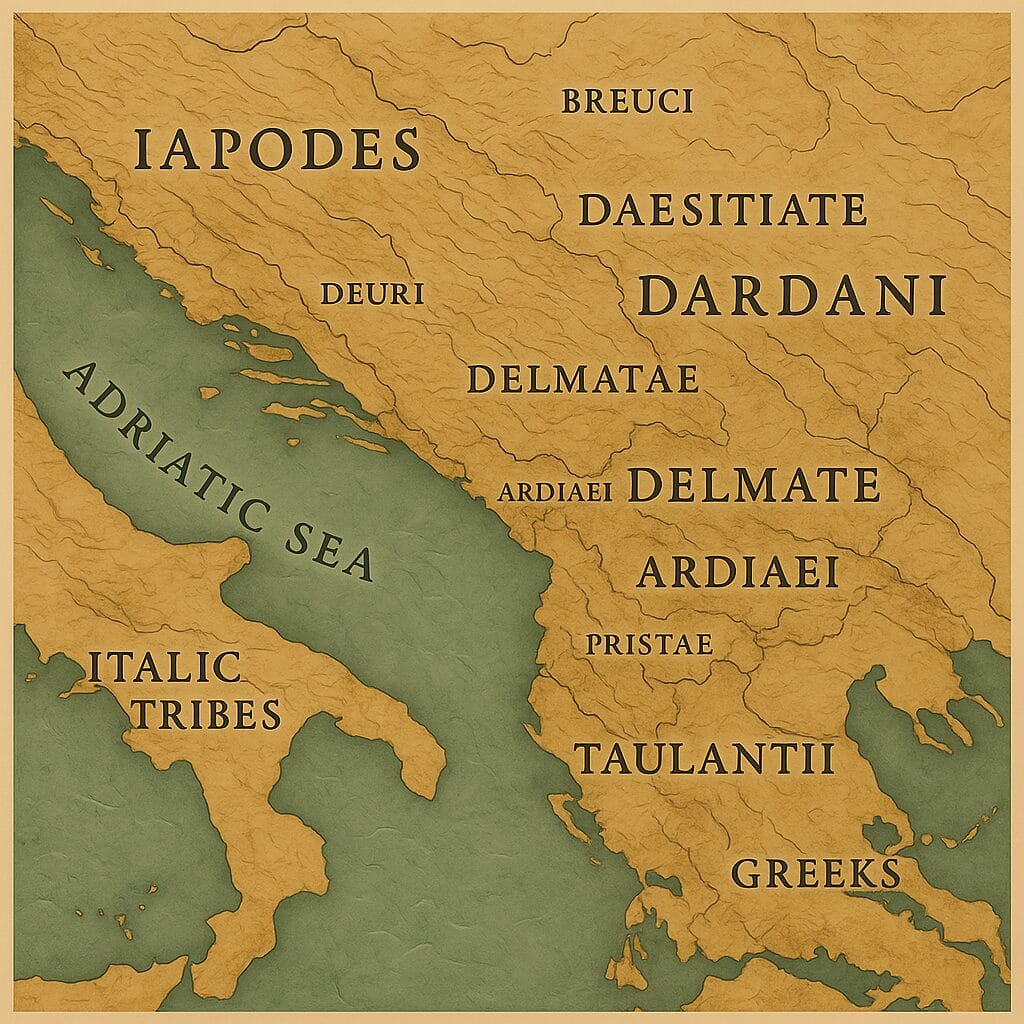 BREUCI
IAPODES
DAESITIATE
DEURI
DARDANI
DELMATAE
ADRIATIC SEA
ARDIAEI
DELMATE
ARDIAEI
PRISTAE
ITALIC
TRIBES
TAULANTII
GREEKS